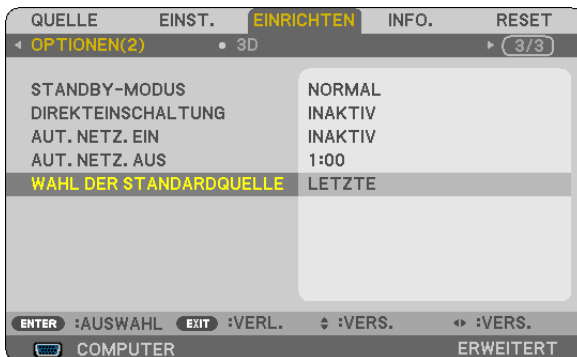 QUELLE EINST. EINRICHTEN INFO. RESET
OPTIONEN(2) 3D 3/3
STANDBY-MODUS NORMAL
DIREKTEINSCHALTUNG INAKTIV
AUT. NETZ. EIN INAKTIV
AUT. NETZ. AUS 1:00
WAHL DER STANDARDQUELLE LETZTE
ENTER :AUSWAHL EXIT :VERL. :VERS. :VERS.
COMPUTER ERWEITERT